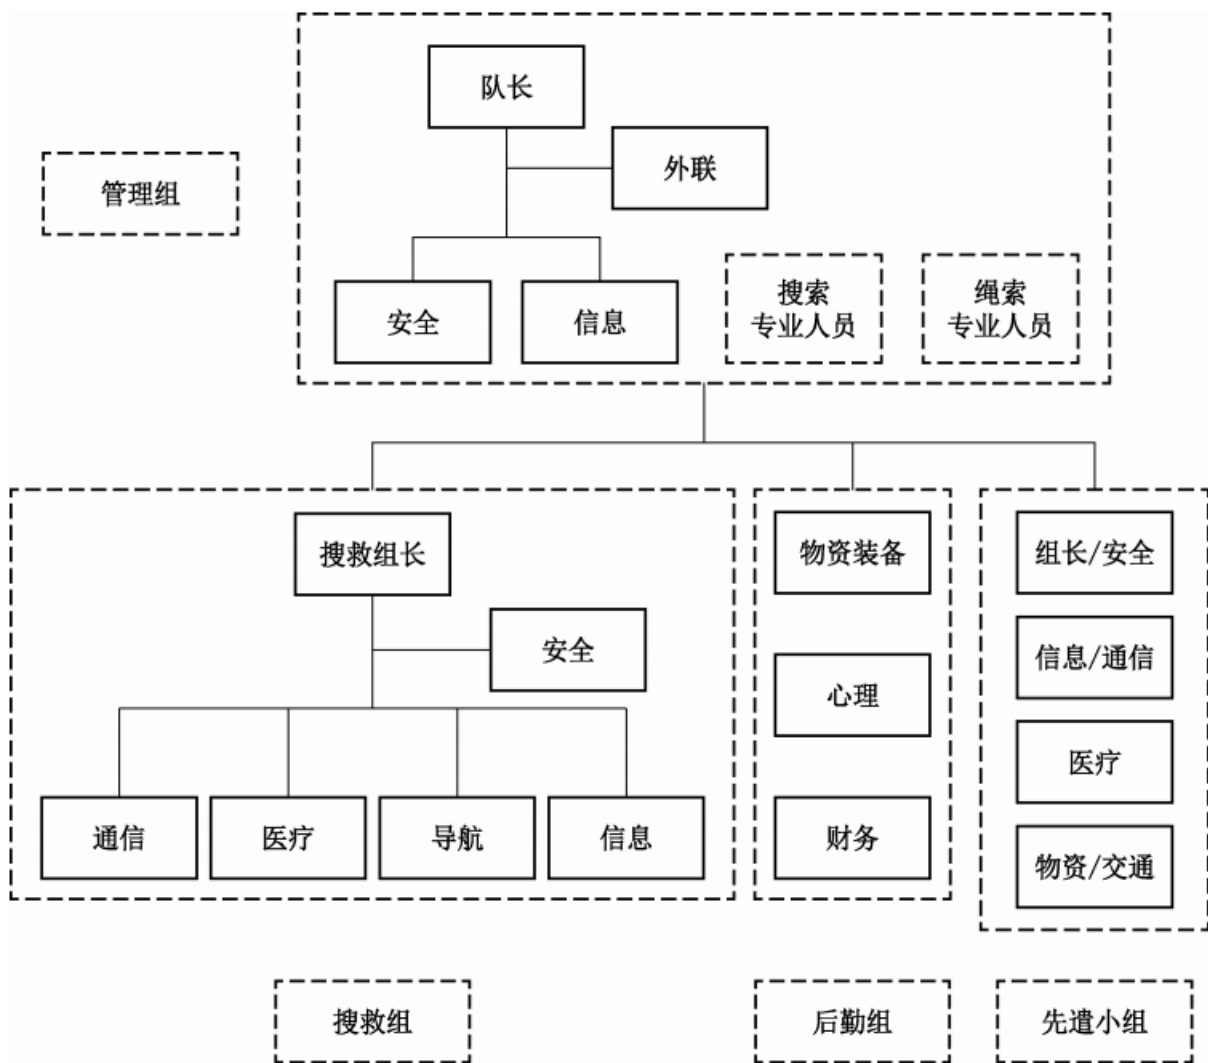 队长
外联
管理组
安全
信息
搜索
专业人员
绳索
专业人员
搜救组长
安全
通信
医疗
导航
信息
物资装备
心理
财务
组长/安全
信息/通信
医疗
物资/交通
搜救组
后勤组
先遣小组